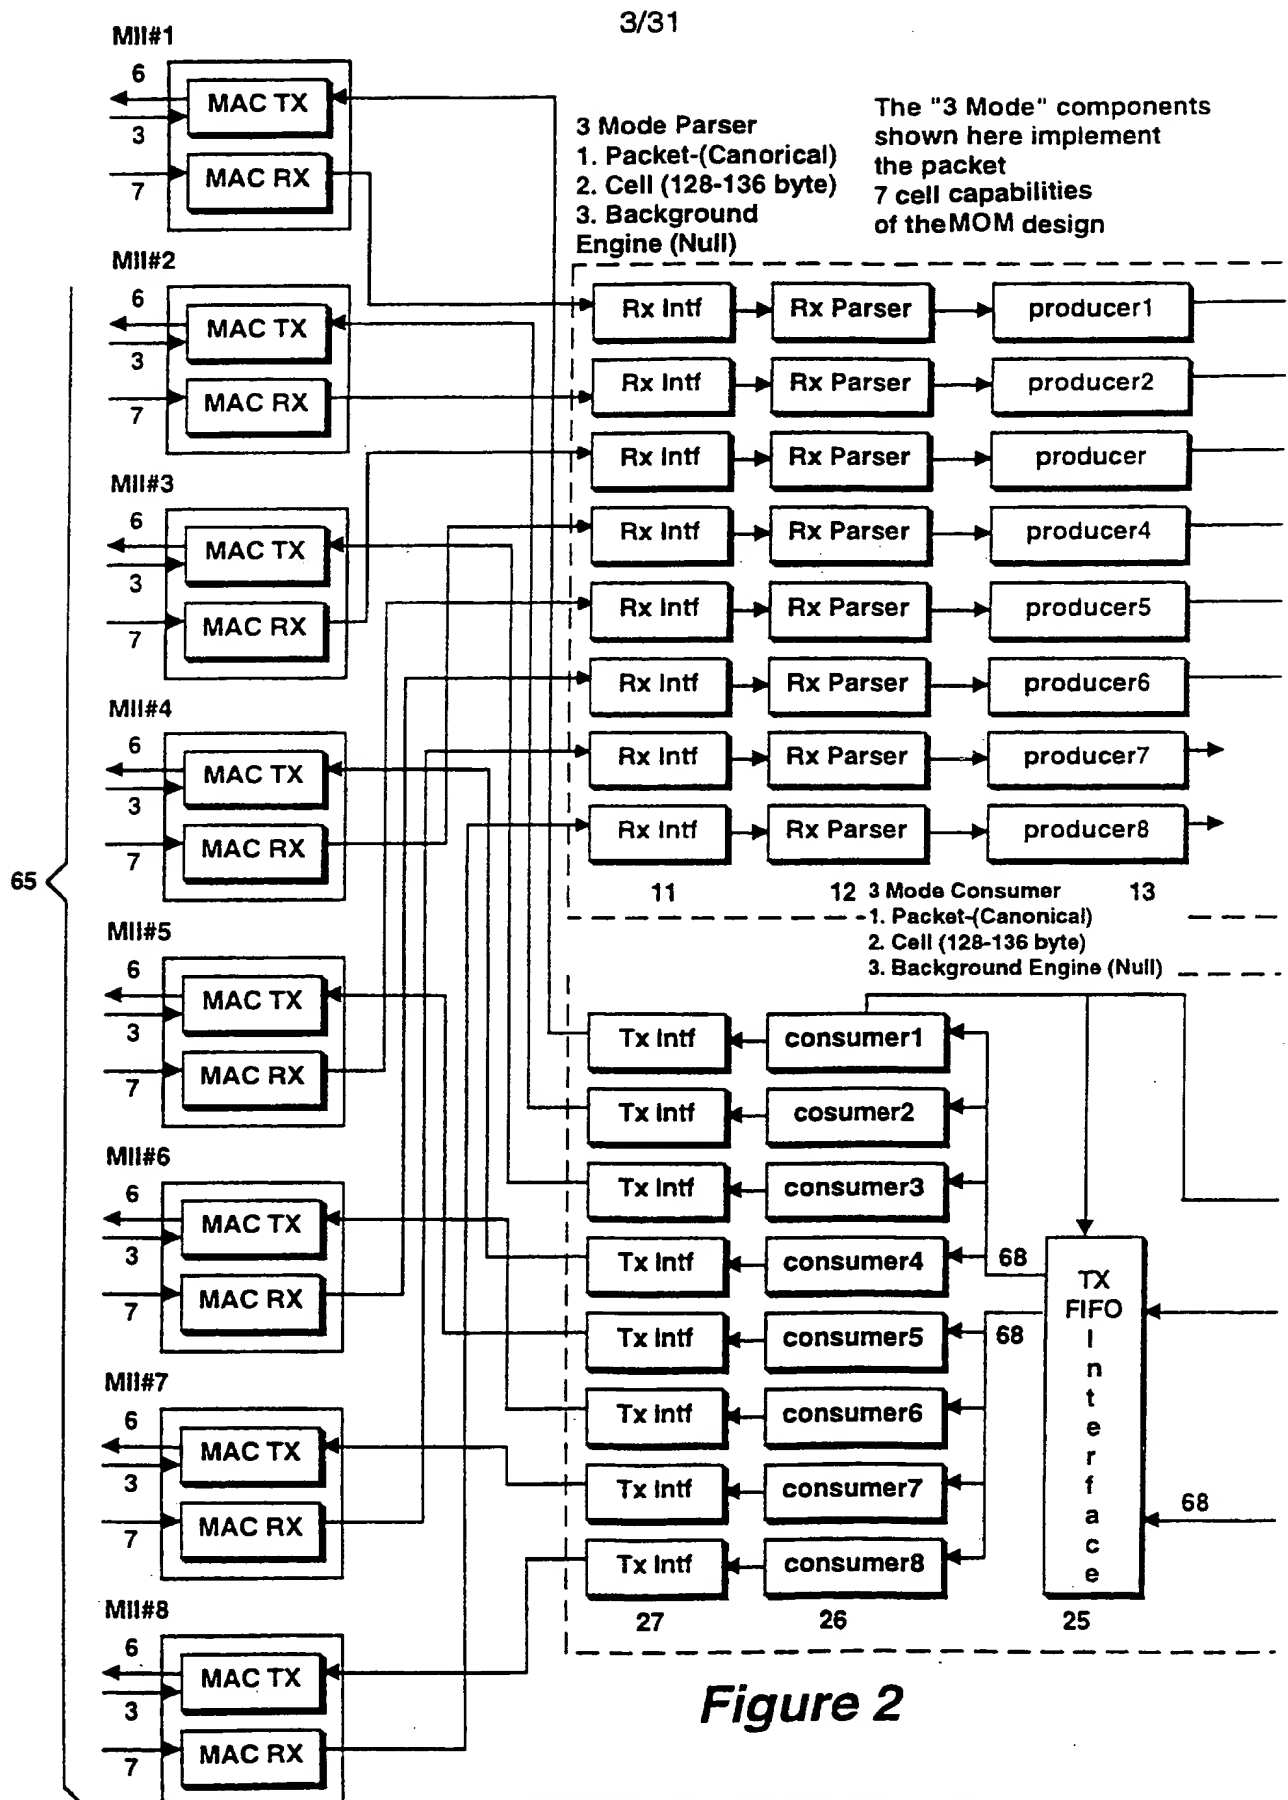 3/31
MII#1
6
MAC TX
3
MAC RX
7
3 Mode Parser
1. Packet-(Canorical)
2. Cell (128-136 byte)
3. Background
Engine (Null)
The "3 Mode" components
shown here implement
the packet
7 cell capabilities
of theMOM design
MII#2
6
MAC TX
3
MAC RX
7
MII#3
6
MAC TX
3
MAC RX
7
MII#4
6
MAC TX
3
MAC RX
7
65
MII#5
6
MAC TX
3
MAC RX
7
MII#6
6
MAC TX
3
MAC RX
7
MII#7
6
MAC TX
3
MAC RX
7
MII#8
6
MAC TX
3
MAC RX
7
Rx Intf Rx Parser producer1
Rx Intf Rx Parser producer2
Rx Intf Rx Parser producer
Rx Intf Rx Parser producer4
Rx Intf Rx Parser producer5
Rx Intf Rx Parser producer6
Rx Intf Rx Parser producer7
Rx Intf Rx Parser producer8
11 12 13
3 Mode Consumer
1. Packet-(Canonical)
2. Cell (128-136 byte)
3. Background Engine (Null)
Tx Intf consumer1
Tx Intf cosumer2
Tx Intf consumer3
Tx Intf consumer4
Tx Intf consumer5
Tx Intf consumer6
Tx Intf consumer7
Tx Intf consumer8
68
68
68
TX
FIFO
I
n
t
e
r
f
a
c
e
27 26 25
Figure 2